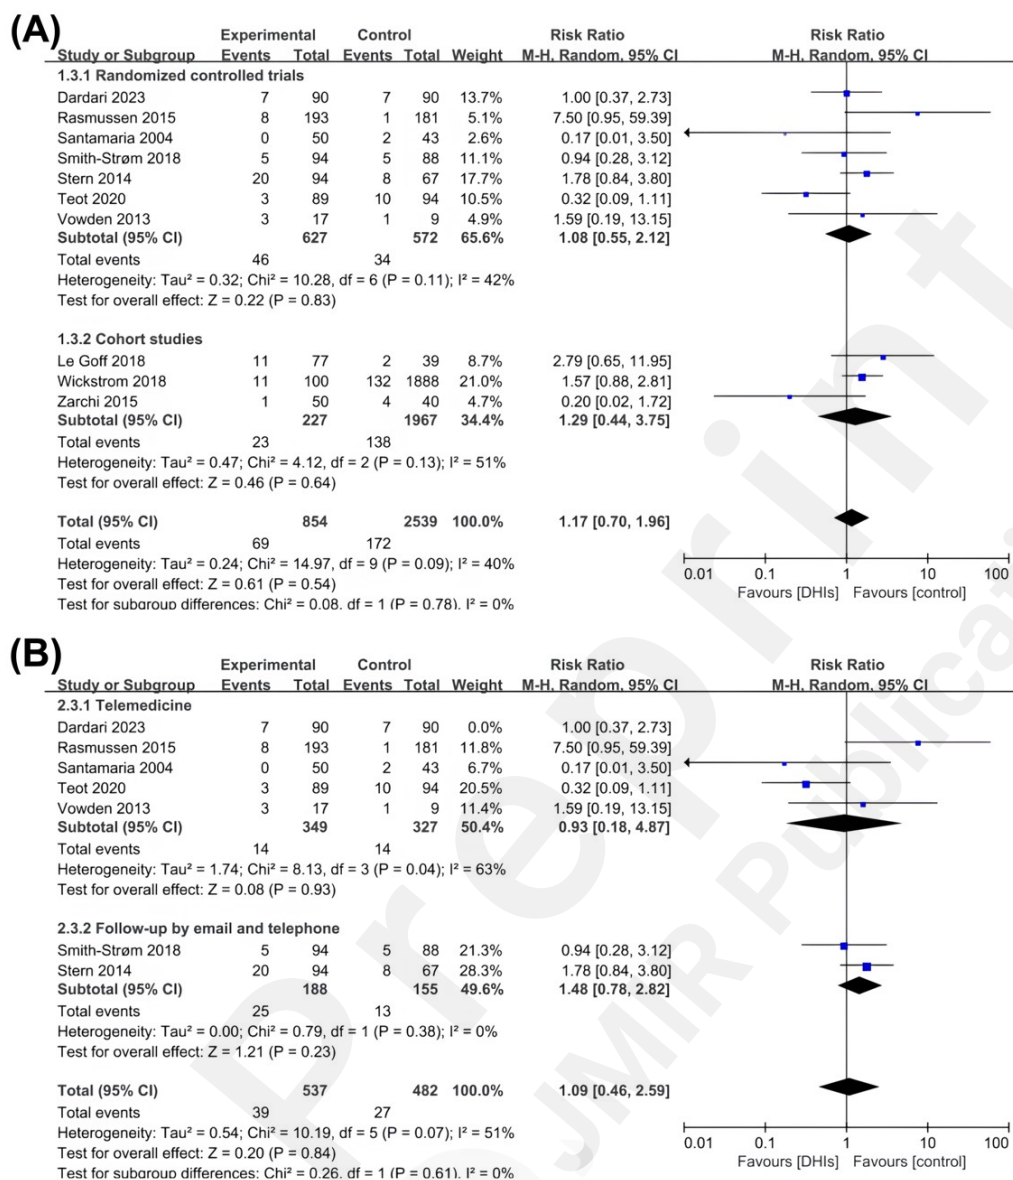 (A)
Experimental Control Risk Ratio Risk Ratio
Study or Subgroup Events Total Events Total Weight M-H, Random, 95% CI M-H, Random, 95% CI
1.3.1 Randomized controlled trials
Dardari 2023 7 90 7 90 13.7% 1.00 [0.37, 2.73]
Rasmussen 2015 8 193 1 181 5.1% 7.50 [0.95, 59.39]
Santamaria 2004 0 50 2 43 2.6% 0.17 [0.01, 3.50]
Smith-Strøm 2018 5 94 5 88 11.1% 0.94 [0.28, 3.12]
Stern 2014 20 94 8 67 17.7% 1.78 [0.84, 3.80]
Teot 2020 3 89 10 94 10.5% 0.32 [0.09, 1.11]
Vowden 2013 3 17 1 9 4.9% 1.59 [0.19, 13.15]
Subtotal (95% CI) 627 572 65.6% 1.08 [0.55, 2.12]
Total events 46 34
Heterogeneity: Tau² = 0.32; Chi² = 10.28, df = 6 (P = 0.11); I² = 42%
Test for overall effect: Z = 0.22 (P = 0.83)
1.3.2 Cohort studies
Le Goff 2018 11 77 2 39 8.7% 2.79 [0.65, 11.95]
Wickstrom 2018 11 100 132 1888 21.0% 1.57 [0.88, 2.81]
Zarchi 2015 1 50 4 40 4.7% 0.20 [0.02, 1.72]
Subtotal (95% CI) 227 1967 34.4% 1.29 [0.44, 3.75]
Total events 23 138
Heterogeneity: Tau² = 0.47; Chi² = 4.12, df = 2 (P = 0.13); I² = 51%
Test for overall effect: Z = 0.46 (P = 0.64)
Total (95% CI) 854 2539 100.0% 1.17 [0.70, 1.96]
Total events 69 172
Heterogeneity: Tau² = 0.24; Chi² = 14.97, df = 9 (P = 0.09); I² = 40%
Test for overall effect: Z = 0.61 (P = 0.54)
Test for subgroup differences: Chi² = 0.08, df = 1 (P = 0.78), I² = 0%
0.01 0.1 1 10 100
Favours [DHIs] Favours [control]
(B)
Experimental Control Risk Ratio Risk Ratio
Study or Subgroup Events Total Events Total Weight M-H, Random, 95% CI M-H, Random, 95% CI
2.3.1 Telemedicine
Dardari 2023 7 90 7 90 0.0% 1.00 [0.37, 2.73]
Rasmussen 2015 8 193 1 181 11.8% 7.50 [0.95, 59.39]
Santamaria 2004 0 50 2 43 6.7% 0.17 [0.01, 3.50]
Teot 2020 3 89 10 94 20.5% 0.32 [0.09, 1.11]
Vowden 2013 3 17 1 9 11.4% 1.59 [0.19, 13.15]
Subtotal (95% CI) 349 327 50.4% 0.93 [0.18, 4.87]
Total events 14 14
Heterogeneity: Tau² = 1.74; Chi² = 8.13, df = 3 (P = 0.04); I² = 63%
Test for overall effect: Z = 0.08 (P = 0.93)
2.3.2 Follow-up by email and telephone
Smith-Strøm 2018 5 94 5 88 21.3% 0.94 [0.28, 3.12]
Stern 2014 20 94 8 67 28.3% 1.78 [0.84, 3.80]
Subtotal (95% CI) 188 155 49.6% 1.48 [0.78, 2.82]
Total events 25 13
Heterogeneity: Tau² = 0.00; Chi² = 0.79, df = 1 (P = 0.38); I² = 0%
Test for overall effect: Z = 1.21 (P = 0.23)
Total (95% CI) 537 482 100.0% 1.09 [0.46, 2.59]
Total events 39 27
Heterogeneity: Tau² = 0.54; Chi² = 10.19, df = 5 (P = 0.07); I² = 51%
Test for overall effect: Z = 0.20 (P = 0.84)
Test for subgroup differences: Chi² = 0.26, df = 1 (P = 0.61), I² = 0%
0.01 0.1 1 10 100
Favours [DHIs] Favours [control]
Preprint
JMIR Publicati